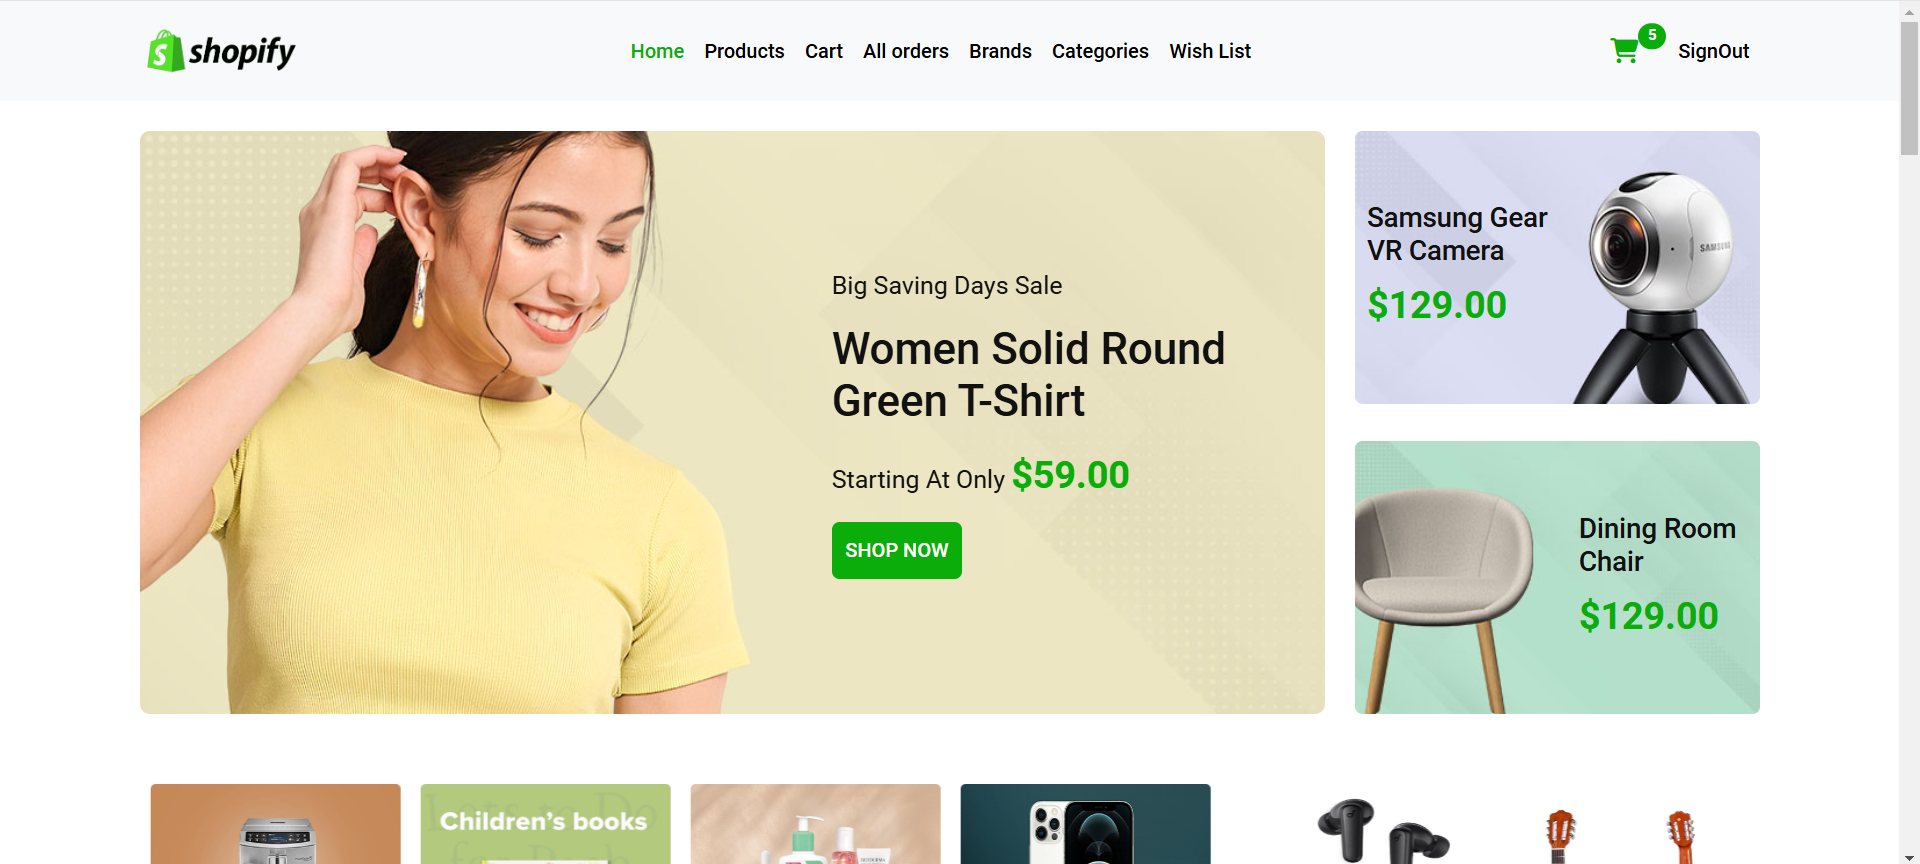 shopify
Home Products Cart All orders Brands Categories Wish List
5
SignOut
Big Saving Days Sale
Women Solid Round
Green T-Shirt
Starting At Only $59.00
SHOP NOW
Samsung Gear
VR Camera
$129.00
SAMSUNG
Dining Room
Chair
$129.00
Children's books